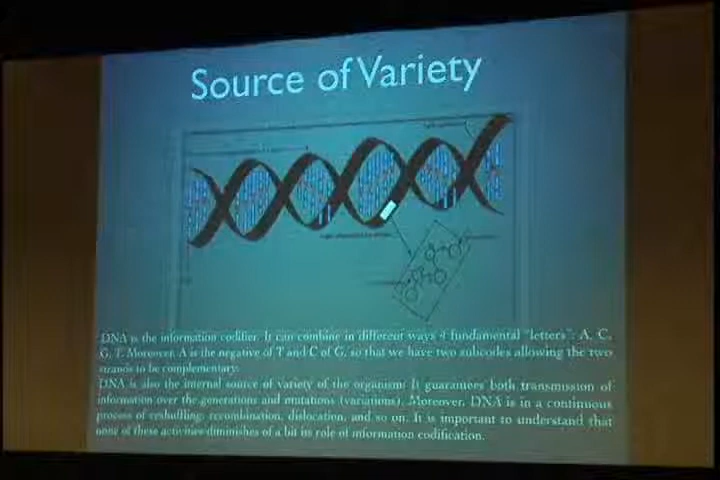 Source of Variety
DNA is the information codifier. It can combine in different ways 4 fundamental "letters": A, C,
G, T. Moreover, A is the negative of T and C of G, so that we have two subcodes allowing the two
strands to be complementary.
DNA is also the internal source of variety of the organism: It guarantees both transmission of
information over the generations and mutations (variations). Moreover, DNA is in a continuous
process of reshuffling: recombination, dislocation, and so on. It is important to understand that
none of these activities diminishes of a bit its role of information codification.